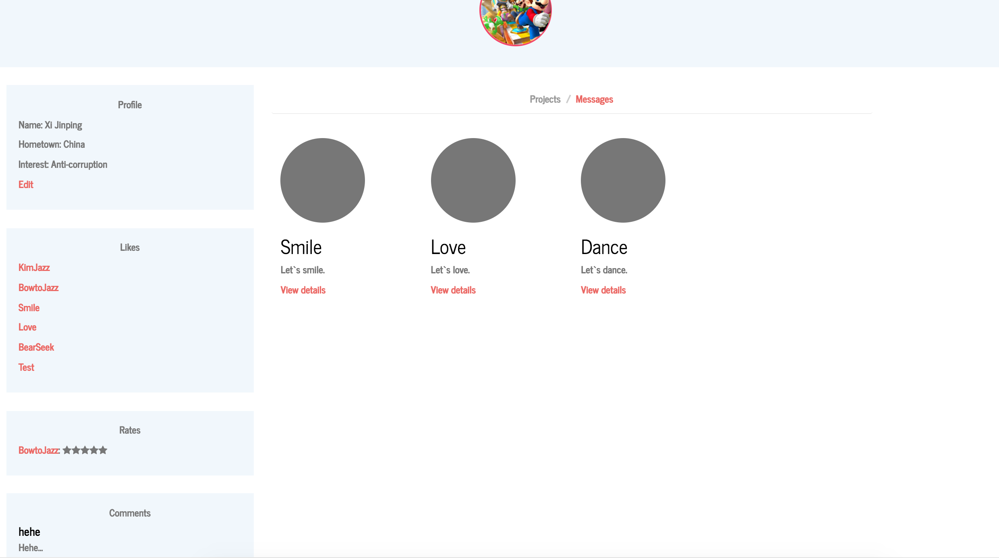 Profile
Name: Xi Jinping
Hometown: China
Interest: Anti-corruption
Edit
Likes
KimJazz
BowtoJazz
Smile
Love
BearSeek
Test
Rates
BowtoJazz: ★★★★★
Comments
hehe
Hehe...
Projects / Messages
Smile
Let`s smile.
View details
Love
Let`s love.
View details
Dance
Let`s dance.
View details